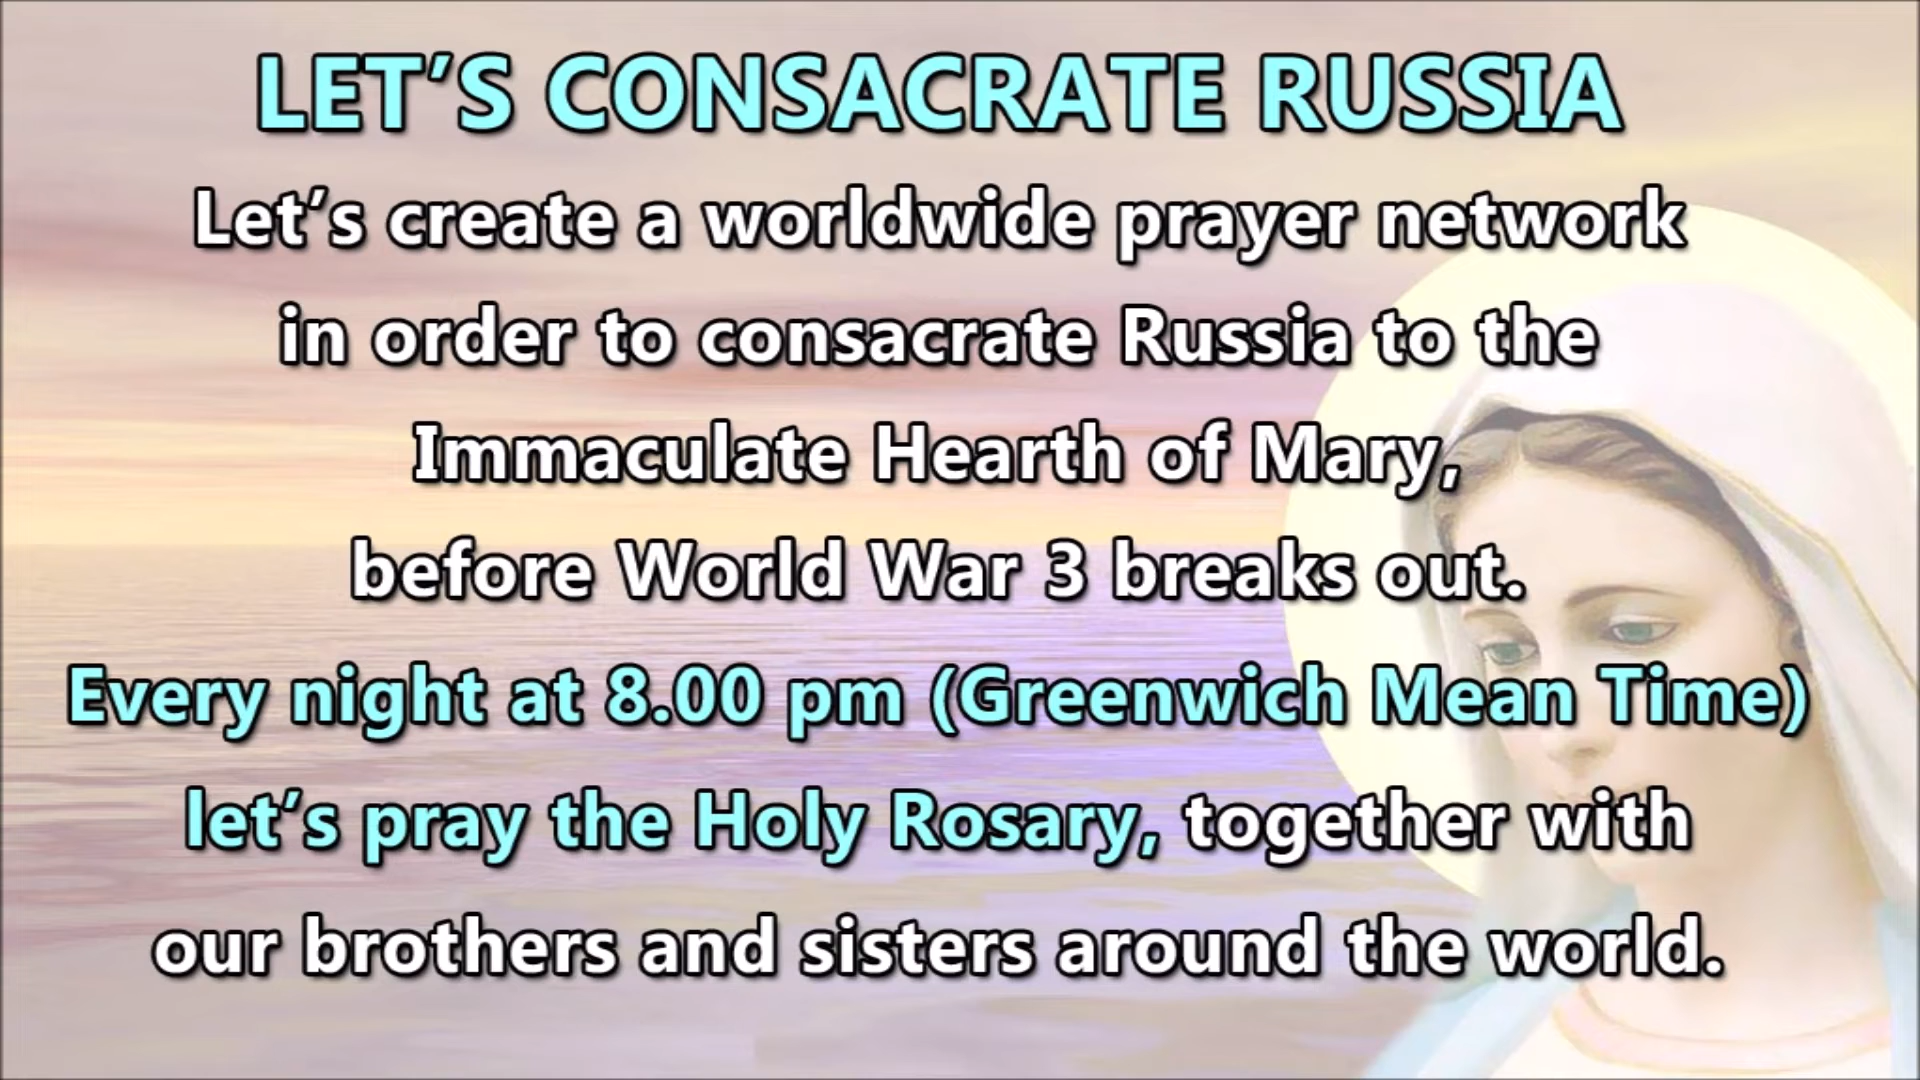 LET’S CONSACRATE RUSSIA
Let’s create a worldwide prayer network
in order to consacrate Russia to the
Immaculate Hearth of Mary,
before World War 3 breaks out.
Every night at 8.00 pm (Greenwich Mean Time)
let’s pray the Holy Rosary, together with
our brothers and sisters around the world.